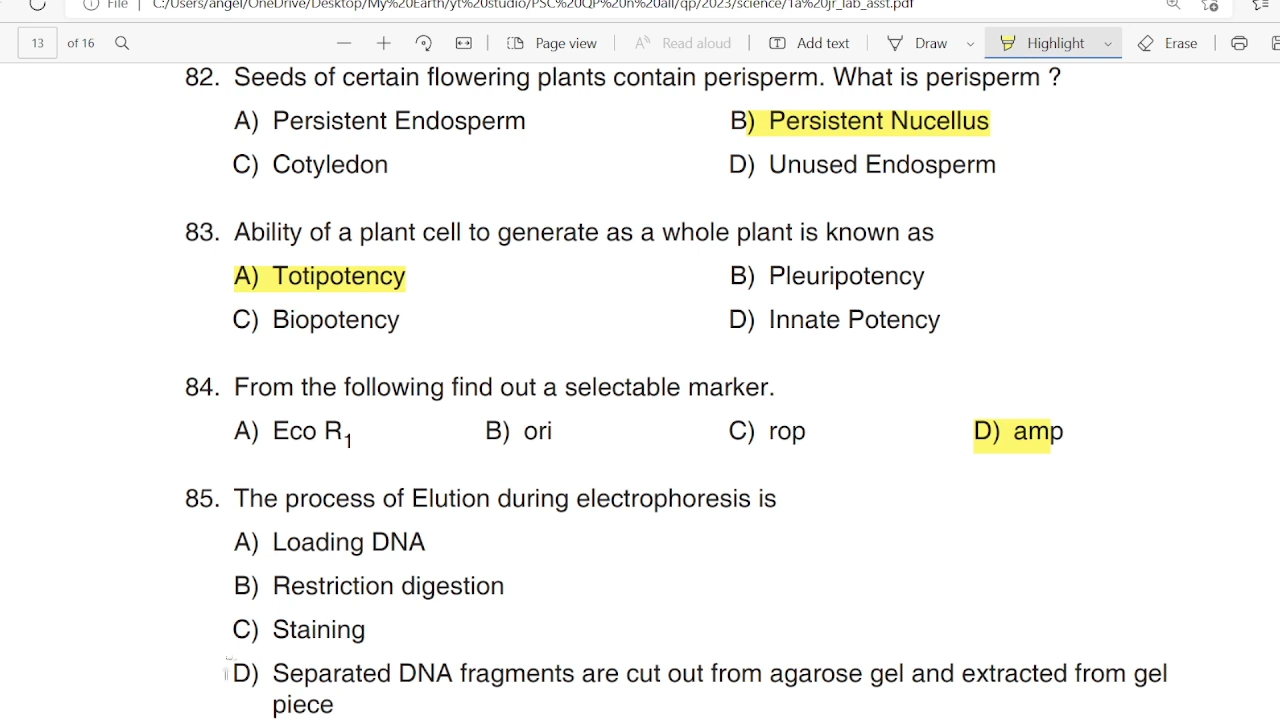 File | C:/Users/angel/OneDrive/Desktop/My%20Earth/yt%20studio/PSC%20QP%20n%20all/qp/2023/science/1a%20jr_lab_asst.pdf
13 of 16 Page view Read aloud Add text Draw Highlight Erase
82. Seeds of certain flowering plants contain perisperm. What is perisperm ?
A) Persistent Endosperm B) Persistent Nucellus
C) Cotyledon D) Unused Endosperm
83. Ability of a plant cell to generate as a whole plant is known as
A) Totipotency B) Pleuripotency
C) Biopotency D) Innate Potency
84. From the following find out a selectable marker.
A) Eco R1 B) ori C) rop D) amp
85. The process of Elution during electrophoresis is
A) Loading DNA
B) Restriction digestion
C) Staining
D) Separated DNA fragments are cut out from agarose gel and extracted from gel
piece